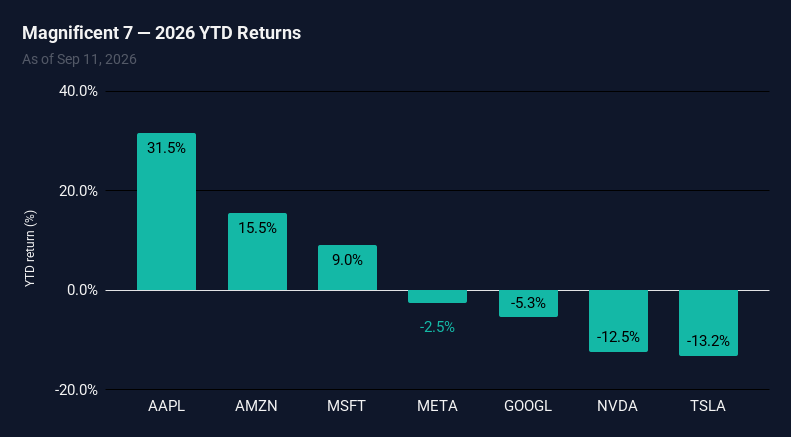 Magnificent 7 — 2026 YTD Returns
As of Sep 11, 2026
40.0%
20.0%
0.0%
-20.0%
YTD return (%)
31.5%
15.5%
9.0%
-2.5%
-5.3%
-12.5%
-13.2%
AAPL AMZN MSFT META GOOGL NVDA TSLA